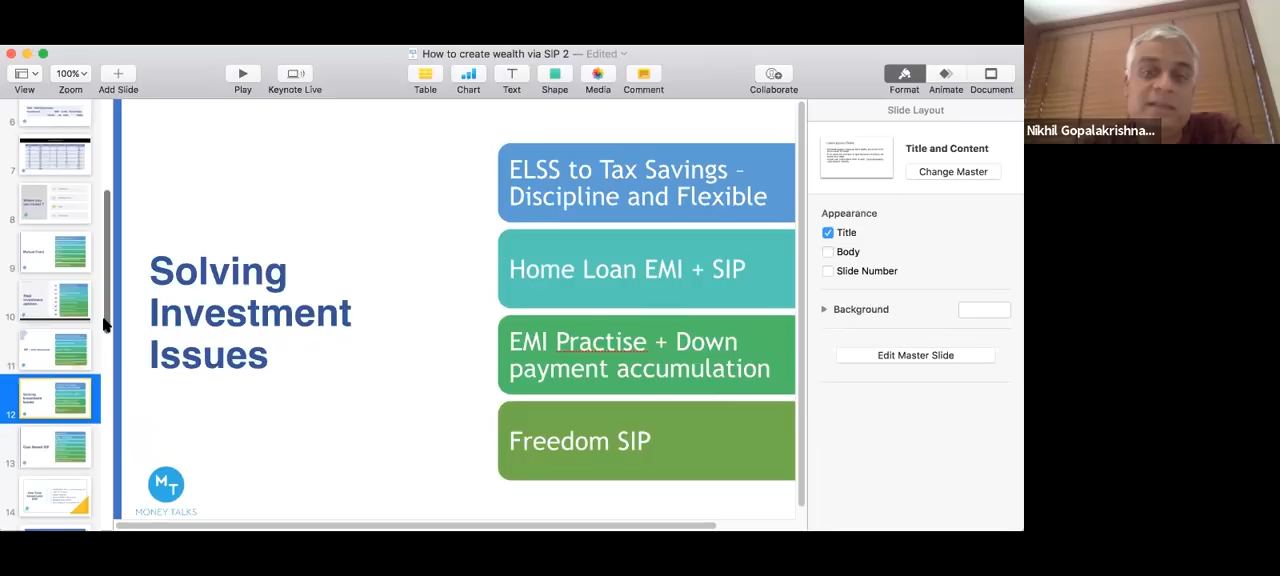 How to create wealth via SIP 2 — Edited
100%
View
Zoom
Add Slide
Play
Keynote Live
Table
Chart
Text
Shape
Media
Comment
Collaborate
Format
Animate
Document
6
7
8
9
10
11
12
13
14
Solving
Investment
Issues
ELSS to Tax Savings –
Discipline and Flexible
Home Loan EMI + SIP
EMI Practise + Down
payment accumulation
Freedom SIP
MT
MONEY TALKS
Slide Layout
Title and Content
Change Master
Appearance
Title
Body
Slide Number
Background
Edit Master Slide
Nikhil Gopalakrishna...